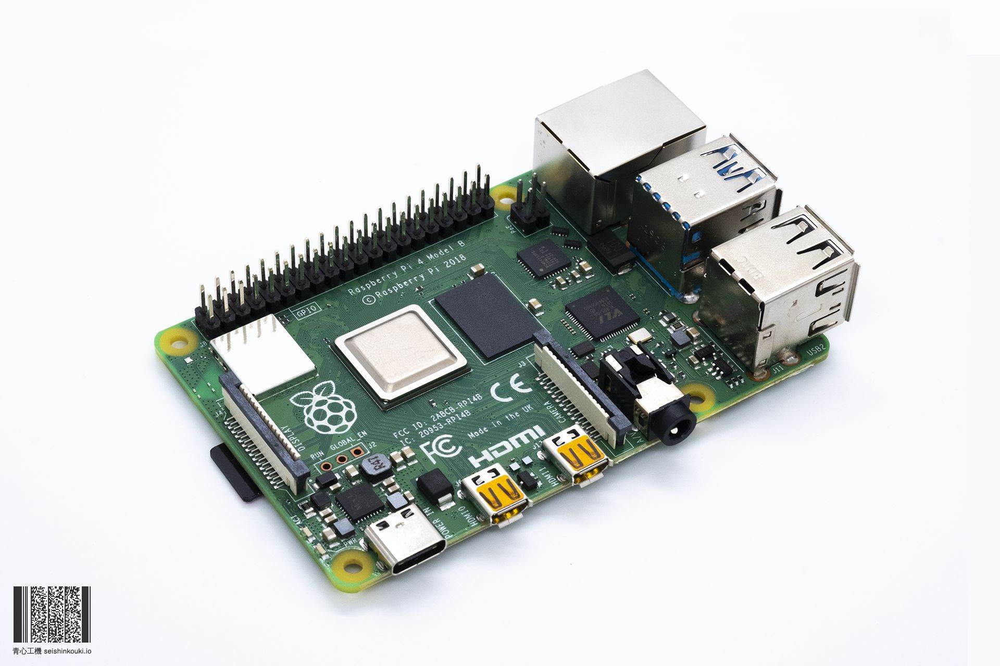 Raspberry Pi 4 Model B
©Raspberry Pi 2018
GPIO
PoE
J8
VLI
J3
CE
J41
DISPLAY
FCC ID: 2ABCB-RPI4B
IC: 20953-RPI4B
Made in the UK
FC
HDMI
CAMERA
RUN
GLOBAL_EN
J2
R47
ACT
PWR
POWER IN
HDMI0
HDMI1
A/V
J11
USB2
青心工機 seishinkouki.io